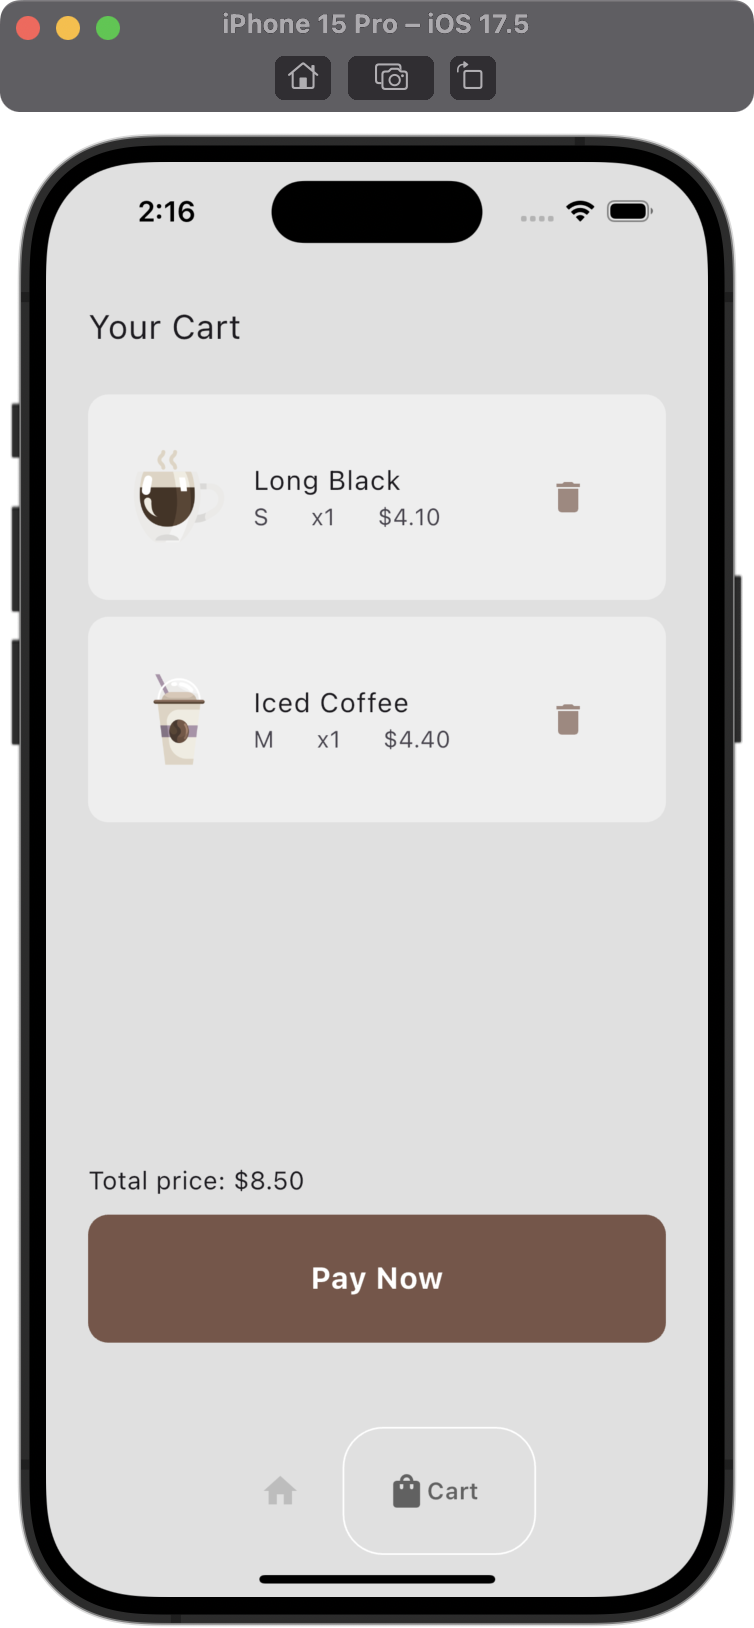 iPhone 15 Pro – iOS 17.5
2:16
Your Cart
Long Black
S x1 $4.10
Iced Coffee
M x1 $4.40
Total price: $8.50
Pay Now
Cart